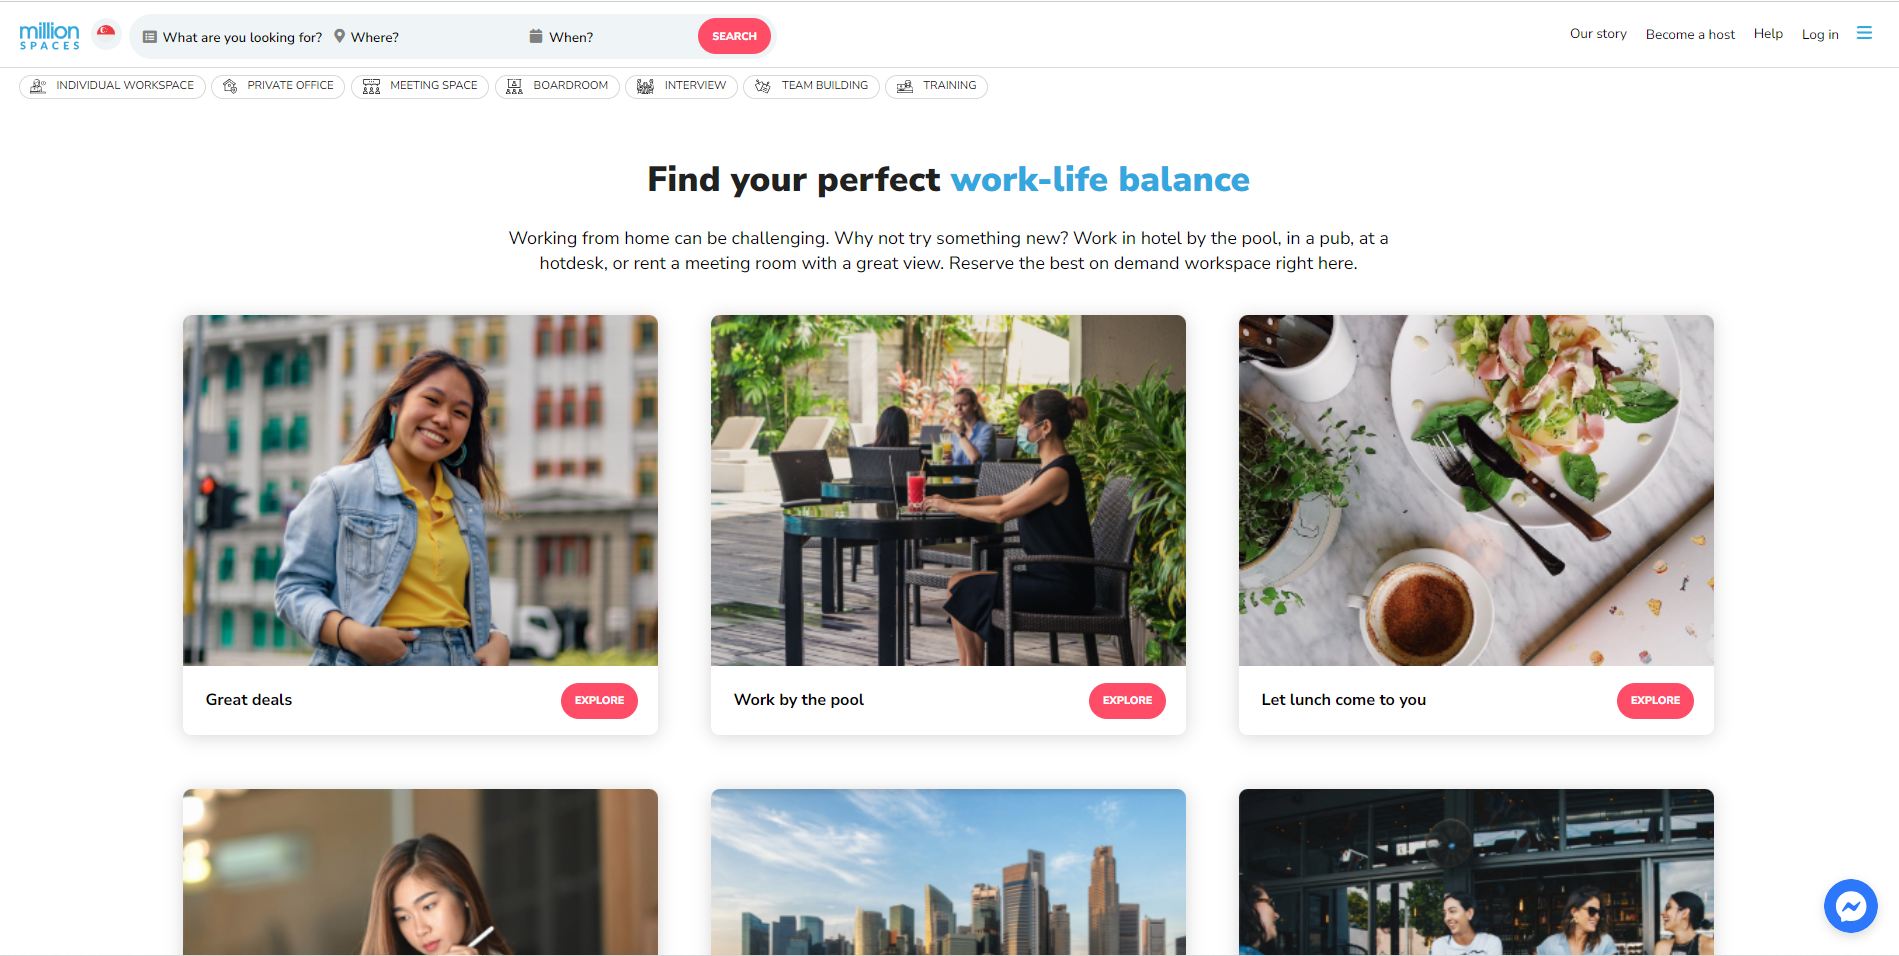 million
SPACES
What are you looking for?
Where?
When?
SEARCH
Our story
Become a host
Help
Log in
INDIVIDUAL WORKSPACE
PRIVATE OFFICE
MEETING SPACE
BOARDROOM
INTERVIEW
TEAM BUILDING
TRAINING
Find your perfect work-life balance
Working from home can be challenging. Why not try something new? Work in hotel by the pool, in a pub, at a
hotdesk, or rent a meeting room with a great view. Reserve the best on demand workspace right here.
Great deals
EXPLORE
Work by the pool
EXPLORE
Let lunch come to you
EXPLORE